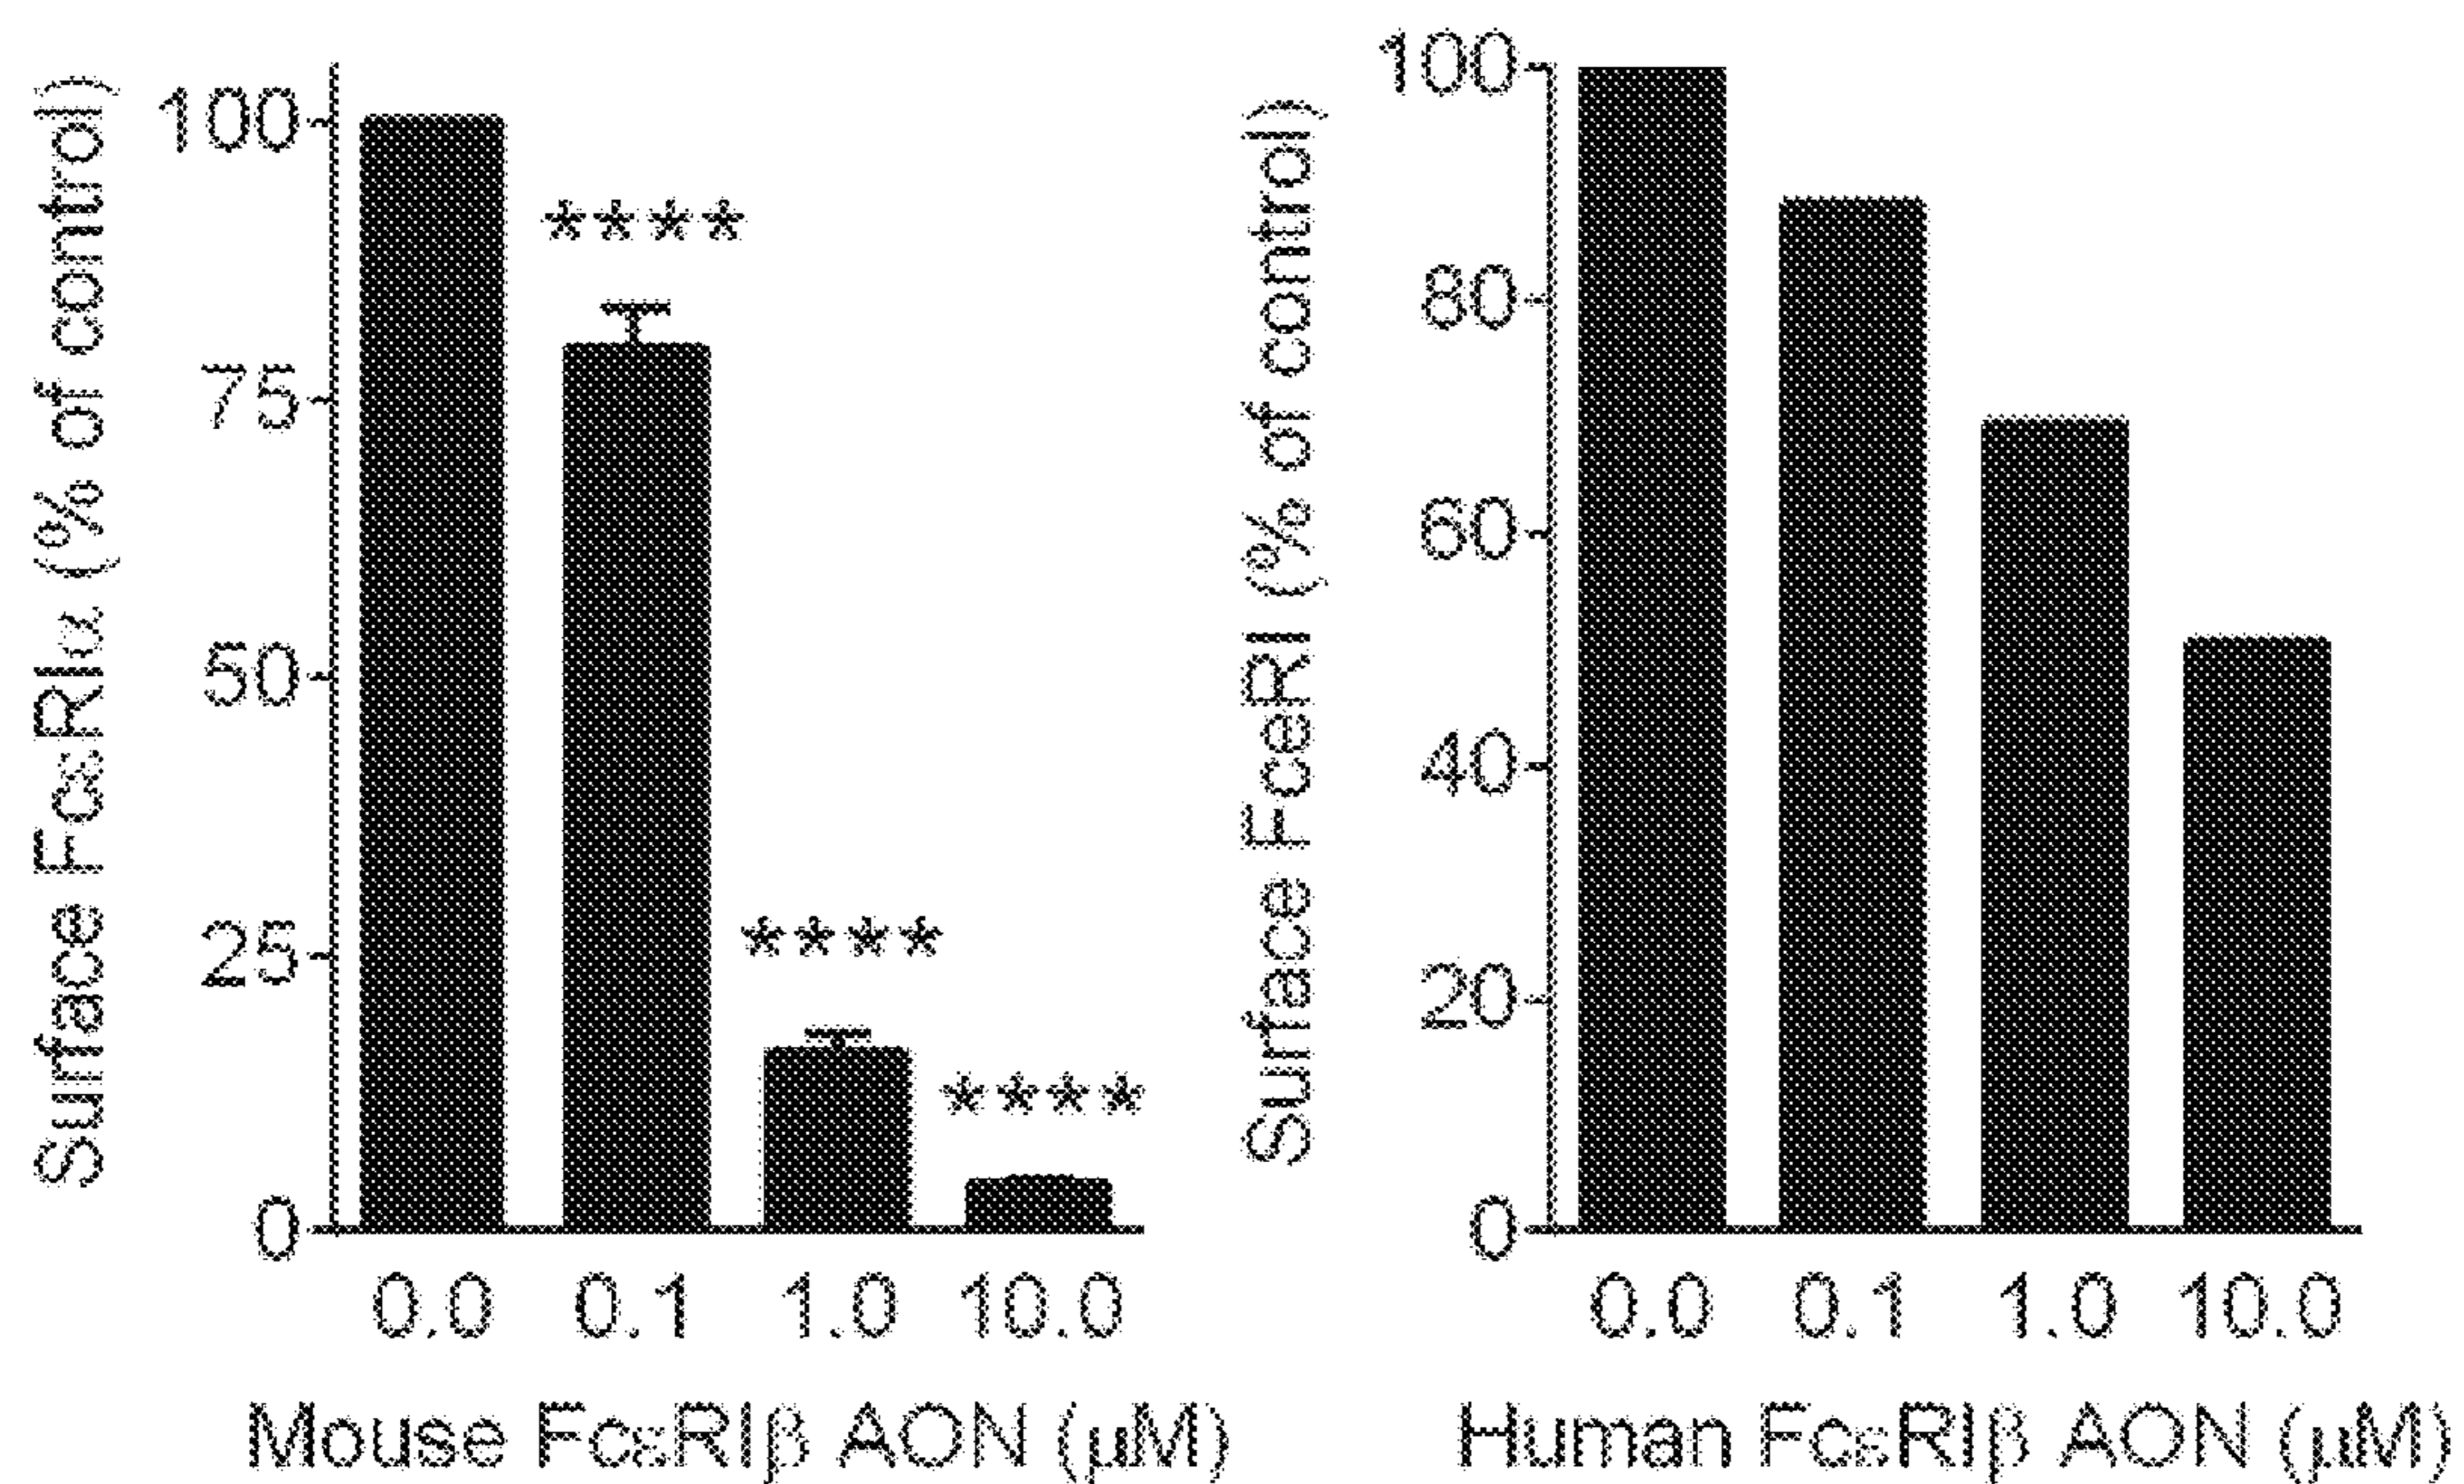 Surface FcεRIα (% of control)
100
75
50
25
0
****
****
****
0.0 0.1 1.0 10.0
Mouse FcεRIβ AON (μM)
Surface FcεRI (% of control)
100
80
60
40
20
0
0.0 0.1 1.0 10.0
Human FcεRIβ AON (μM)